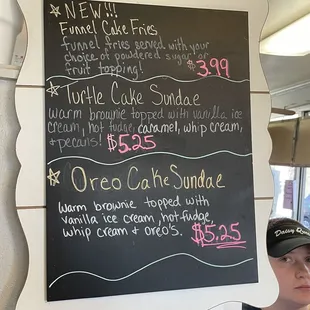 NEW!!!
Funnel Cake Fries
funnel fries served with your
choice of powdered sugar or
fruit topping! $3.99
Turtle Cake Sundae
warm brownie topped with vanilla ice
cream, hot fudge, caramel, whip cream,
+pecans! $5.25
Oreo Cake Sundae
warm brownie topped with
vanilla ice cream, hot fudge,
whip cream + oreo's. $5.25
Dairy